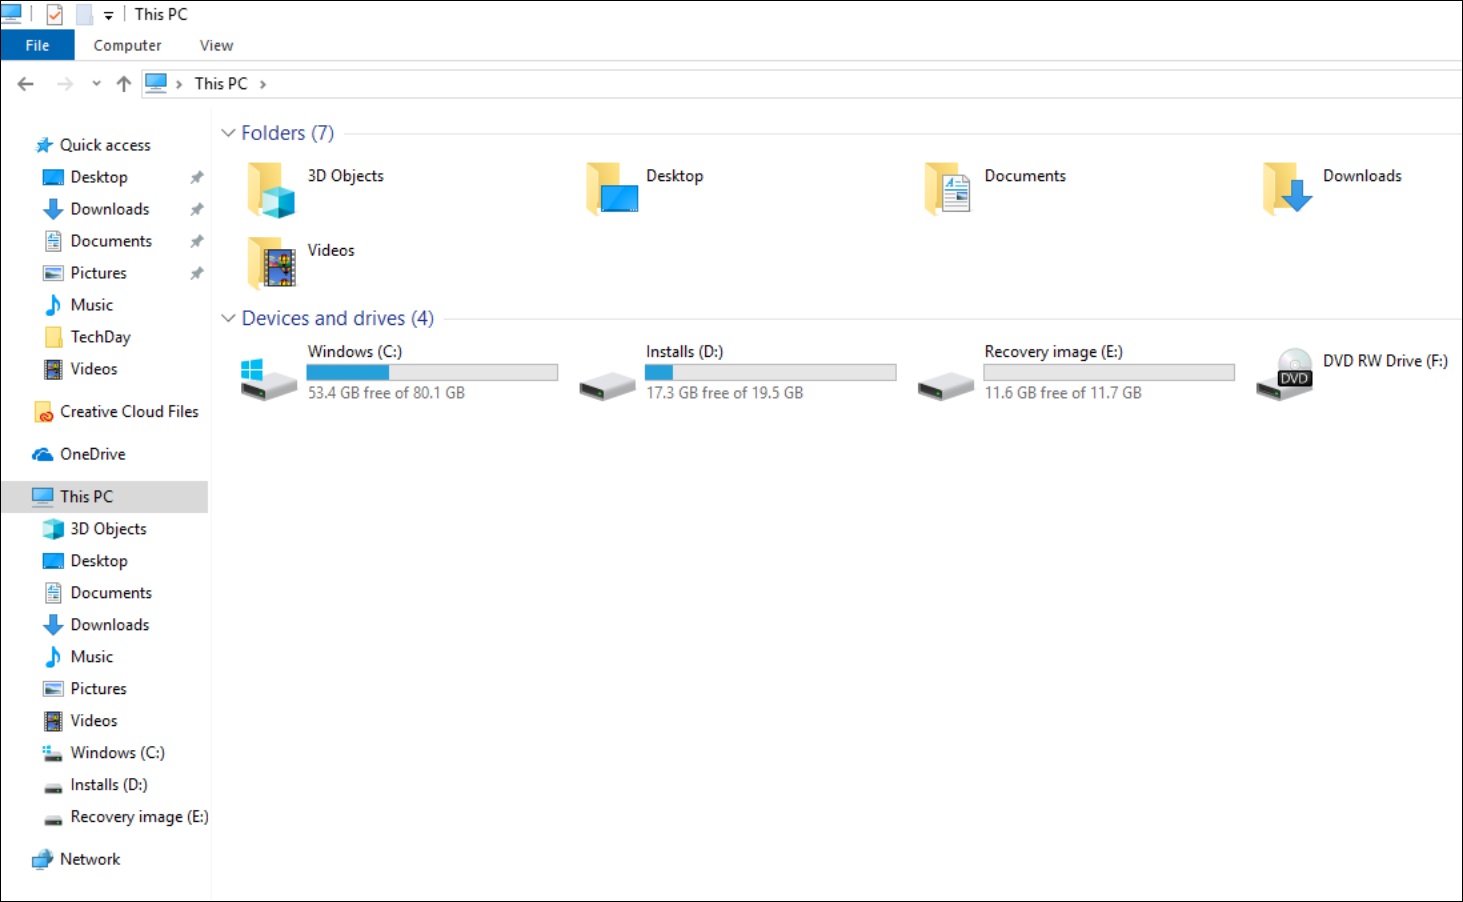 This PC
File Computer View
This PC
Quick access
Desktop
Downloads
Documents
Pictures
Music
TechDay
Videos
Creative Cloud Files
OneDrive
This PC
3D Objects
Desktop
Documents
Downloads
Music
Pictures
Videos
Windows (C:)
Installs (D:)
Recovery image (E:)
Network
Folders (7)
3D Objects
Desktop
Documents
Downloads
Videos
Devices and drives (4)
Windows (C:)
53.4 GB free of 80.1 GB
Installs (D:)
17.3 GB free of 19.5 GB
Recovery image (E:)
11.6 GB free of 11.7 GB
DVD
DVD RW Drive (F:)